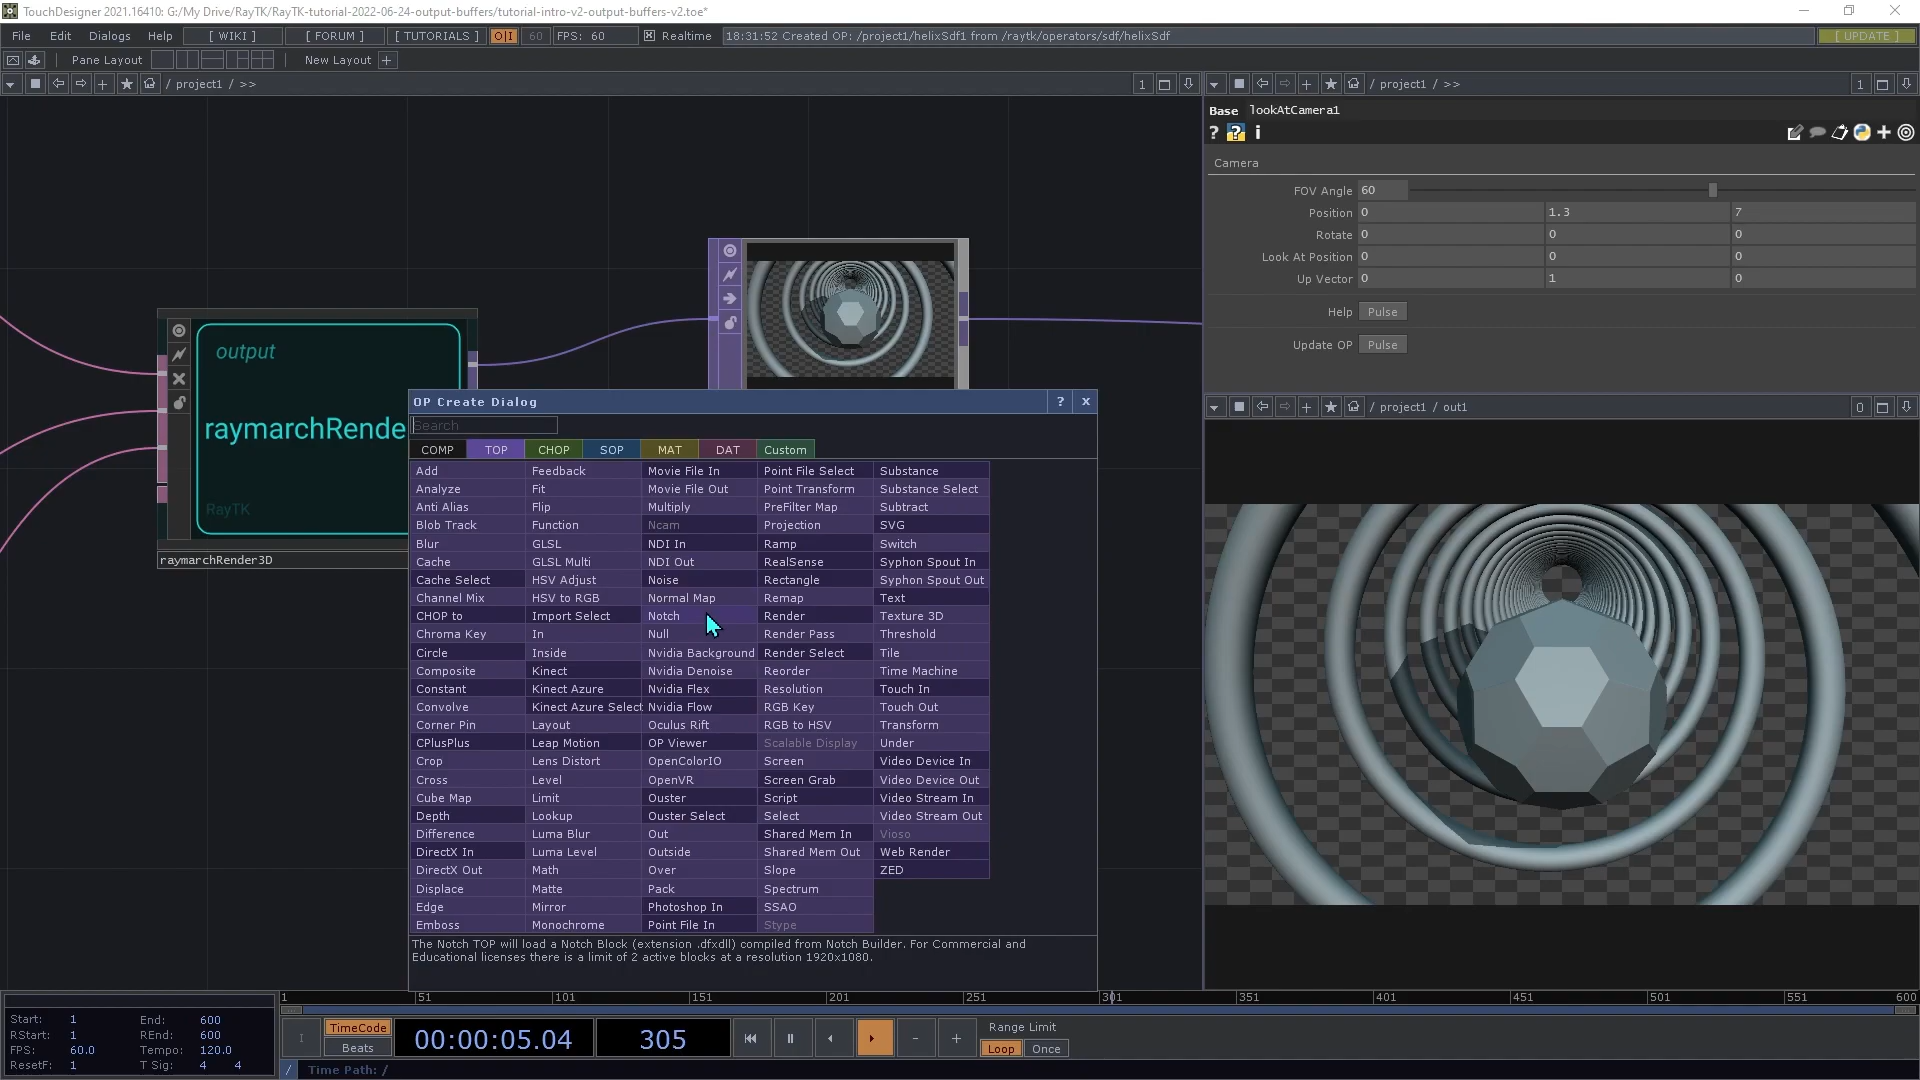 TouchDesigner 2021.16410: G:/My Drive/RayTK/RayTK-tutorial-2022-06-24-output-buffers/tutorial-intro-v2-output-buffers-v2.toe*
File Edit Dialogs Help [ WIKI ] [ FORUM ] [ TUTORIALS ] O|I 60 FPS: 60 Realtime 18:31:52 Created OP: /project1/helixSdf1 from /raytk/operators/sdf/helixSdf [ UPDATE ]
Pane Layout New Layout +
/ project1 / >> 1 / project1 / >> 1
Base lookAtCamera1
? ? i
Camera
FOV Angle 60
Position 0 1.3 7
Rotate 0 0 0
Look At Position 0 0 0
Up Vector 0 1 0
Help Pulse
Update OP Pulse
output
raymarchRende
RayTK
raymarchRender3D
/ project1 / out1 0
OP Create Dialog ? x
Search
COMP TOP CHOP SOP MAT DAT Custom
Add Feedback Movie File In Point File Select Substance
Analyze Fit Movie File Out Point Transform Substance Select
Anti Alias Flip Multiply PreFilter Map Subtract
Blob Track Function Ncam Projection SVG
Blur GLSL NDI In Ramp Switch
Cache GLSL Multi NDI Out RealSense Syphon Spout In
Cache Select HSV Adjust Noise Rectangle Syphon Spout Out
Channel Mix HSV to RGB Normal Map Remap Text
CHOP to Import Select Notch Render Texture 3D
Chroma Key In Null Render Pass Threshold
Circle Inside Nvidia Background Render Select Tile
Composite Kinect Nvidia Denoise Reorder Time Machine
Constant Kinect Azure Nvidia Flex Resolution Touch In
Convolve Kinect Azure Select Nvidia Flow RGB Key Touch Out
Corner Pin Layout Oculus Rift RGB to HSV Transform
CPlusPlus Leap Motion OP Viewer Scalable Display Under
Crop Lens Distort OpenColorIO Screen Video Device In
Cross Level OpenVR Screen Grab Video Device Out
Cube Map Limit Ouster Script Video Stream In
Depth Lookup Ouster Select Select Video Stream Out
Difference Luma Blur Out Shared Mem In Vioso
DirectX In Luma Level Outside Shared Mem Out Web Render
DirectX Out Math Over Slope ZED
Displace Matte Pack Spectrum
Edge Mirror Photoshop In SSAO
Emboss Monochrome Point File In Stype
The Notch TOP will load a Notch Block (extension .dfxdll) compiled from Notch Builder. For Commercial and
Educational licenses there is a limit of 2 active blocks at a resolution 1920x1080.
1 51 101 151 201 251 301 351 401 451 501 551 600
Start: 1 End: 600
RStart: 1 REnd: 600
FPS: 60.0 Tempo: 120.0
ResetF: 1 T Sig: 4 4
TimeCode
Beats
00:00:05.04 305
Range Limit
Loop Once
/ Time Path: /